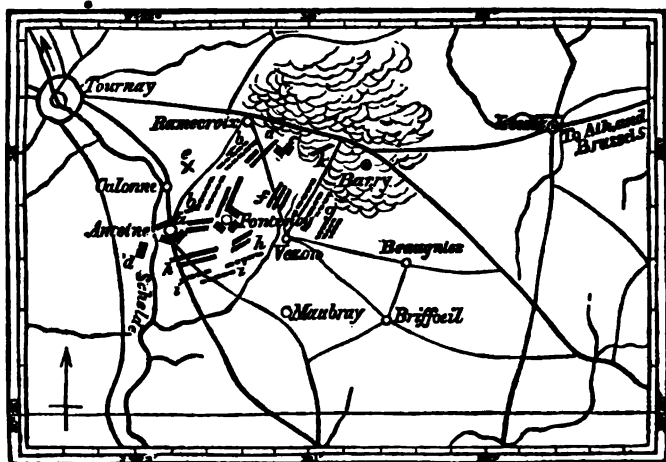 Tournay
Ramecroix
To Ath and
Brussels
Barry
e
Calonne
f
Antoine
Fontenoy
h
Vezon
Beaugnies
d
h
i
i
Schelde
Maubray
Briffoeil